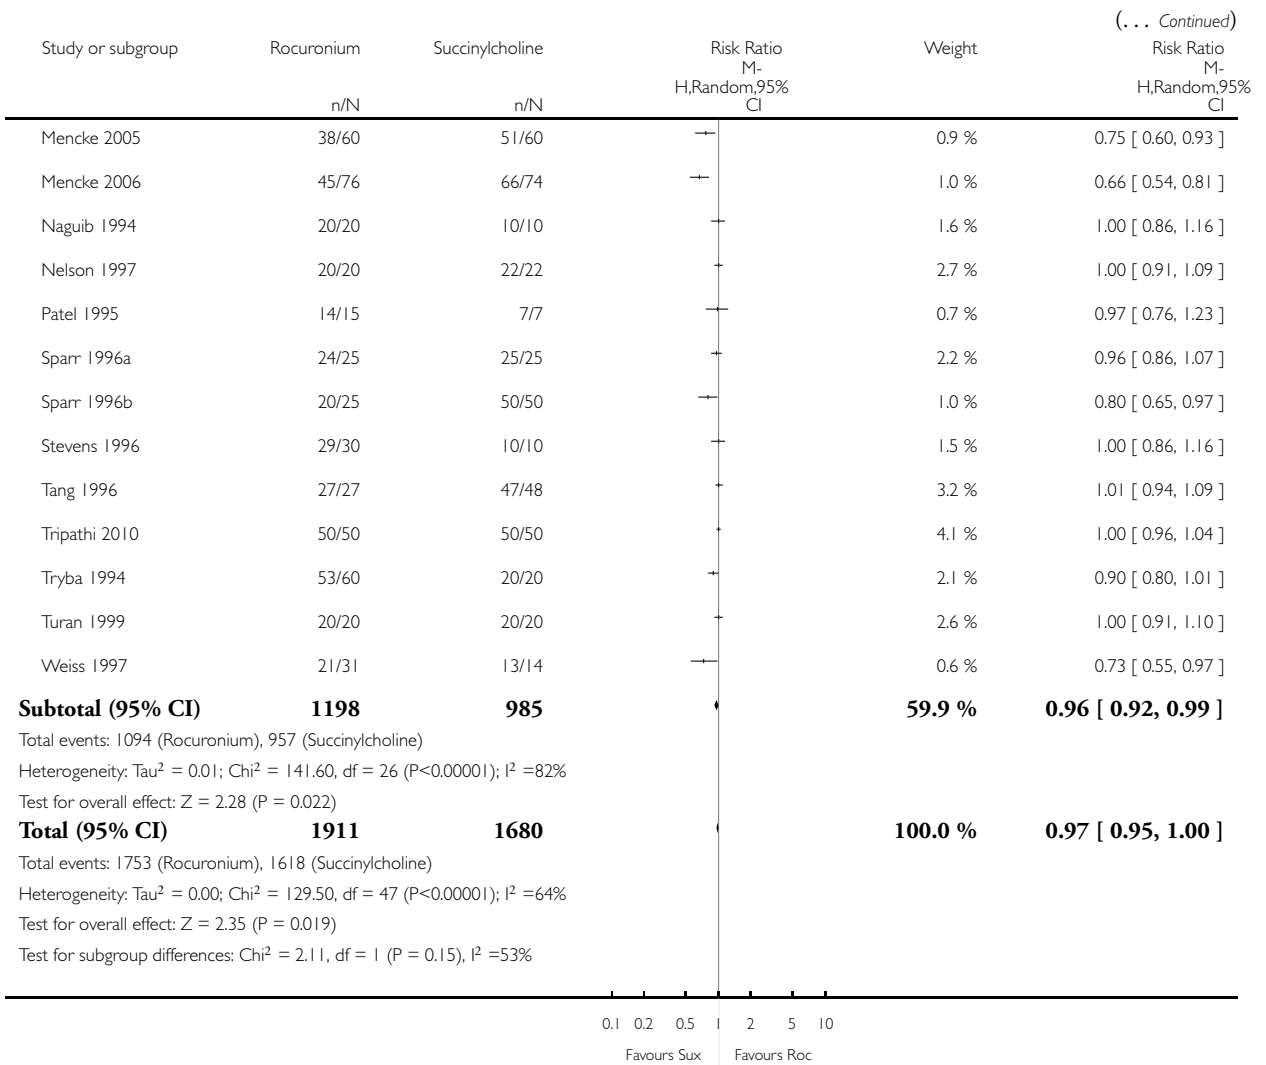 (... Continued)
Study or subgroup Rocuronium Succinylcholine Risk Ratio Weight Risk Ratio
M- M-
H,Random,95% H,Random,95%
n/N n/N CI CI
Mencke 2005 38/60 51/60 0.9 % 0.75 [ 0.60, 0.93 ]
Mencke 2006 45/76 66/74 1.0 % 0.66 [ 0.54, 0.81 ]
Naguib 1994 20/20 10/10 1.6 % 1.00 [ 0.86, 1.16 ]
Nelson 1997 20/20 22/22 2.7 % 1.00 [ 0.91, 1.09 ]
Patel 1995 14/15 7/7 0.7 % 0.97 [ 0.76, 1.23 ]
Sparr 1996a 24/25 25/25 2.2 % 0.96 [ 0.86, 1.07 ]
Sparr 1996b 20/25 50/50 1.0 % 0.80 [ 0.65, 0.97 ]
Stevens 1996 29/30 10/10 1.5 % 1.00 [ 0.86, 1.16 ]
Tang 1996 27/27 47/48 3.2 % 1.01 [ 0.94, 1.09 ]
Tripathi 2010 50/50 50/50 4.1 % 1.00 [ 0.96, 1.04 ]
Tryba 1994 53/60 20/20 2.1 % 0.90 [ 0.80, 1.01 ]
Turan 1999 20/20 20/20 2.6 % 1.00 [ 0.91, 1.10 ]
Weiss 1997 21/31 13/14 0.6 % 0.73 [ 0.55, 0.97 ]
Subtotal (95% CI) 1198 985 59.9 % 0.96 [ 0.92, 0.99 ]
Total events: 1094 (Rocuronium), 957 (Succinylcholine)
Heterogeneity: Tau² = 0.01; Chi² = 141.60, df = 26 (P<0.00001); I² =82%
Test for overall effect: Z = 2.28 (P = 0.022)
Total (95% CI) 1911 1680 100.0 % 0.97 [ 0.95, 1.00 ]
Total events: 1753 (Rocuronium), 1618 (Succinylcholine)
Heterogeneity: Tau² = 0.00; Chi² = 129.50, df = 47 (P<0.00001); I² =64%
Test for overall effect: Z = 2.35 (P = 0.019)
Test for subgroup differences: Chi² = 2.11, df = 1 (P = 0.15), I² =53%
0.1 0.2 0.5 1 2 5 10
Favours Sux Favours Roc